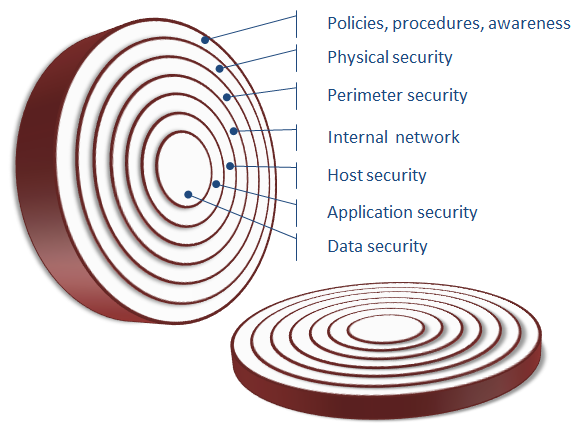 Policies, procedures, awareness
Physical security
Perimeter security
Internal network
Host security
Application security
Data security